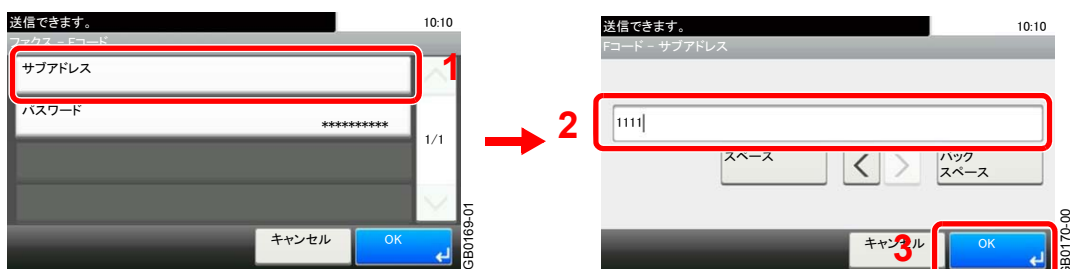 送信できます。
10:10
ファクス - Fコード
サブアドレス
1
パスワード
**********
1/1
キャンセル
OK
GB0169-01
送信できます。
10:10
Fコード - サブアドレス
2
1111
スペース
バック
スペース
キャンセル
3
OK
GB0170-00